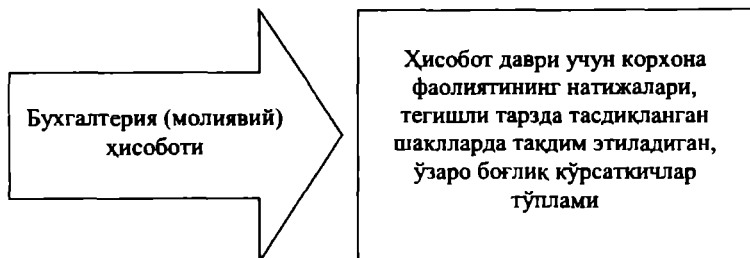 Бухгалтерия (молиявий)
ҳисоботи
Ҳисобот даври учун корхона
фаолиятининг натижалари,
тегишли тарзда тасдиқланган
шаклларда тақдим этиладиган,
ўзаро боғлиқ кўрсаткичлар
тўплами